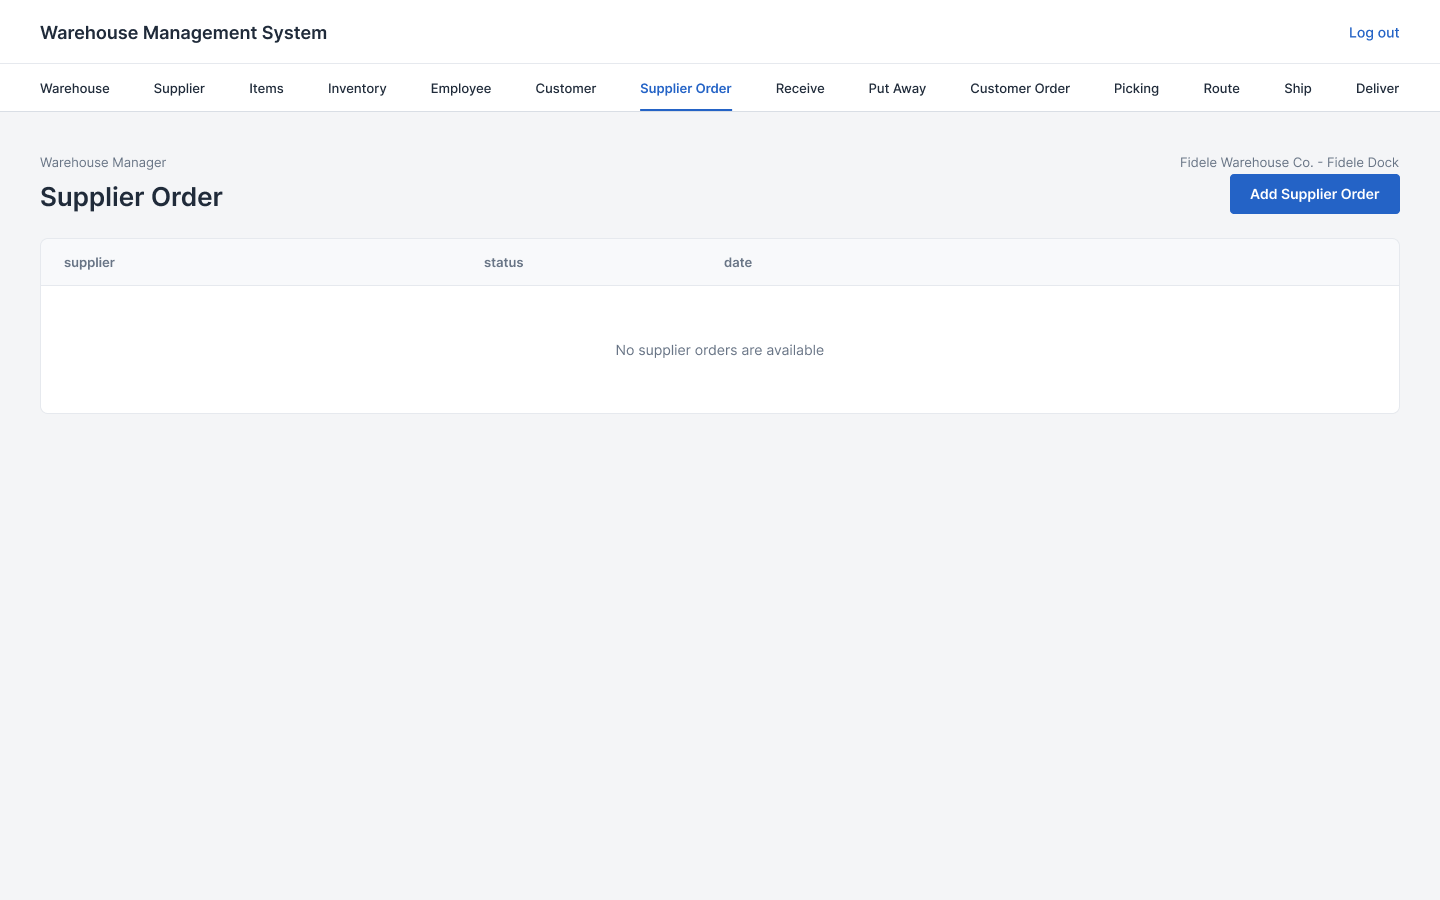 Warehouse Management System
Log out
Warehouse Supplier Items Inventory Employee Customer Supplier Order Receive Put Away Customer Order Picking Route Ship Deliver
Warehouse Manager
Fidele Warehouse Co. - Fidele Dock
Supplier Order
Add Supplier Order
supplier status date
No supplier orders are available